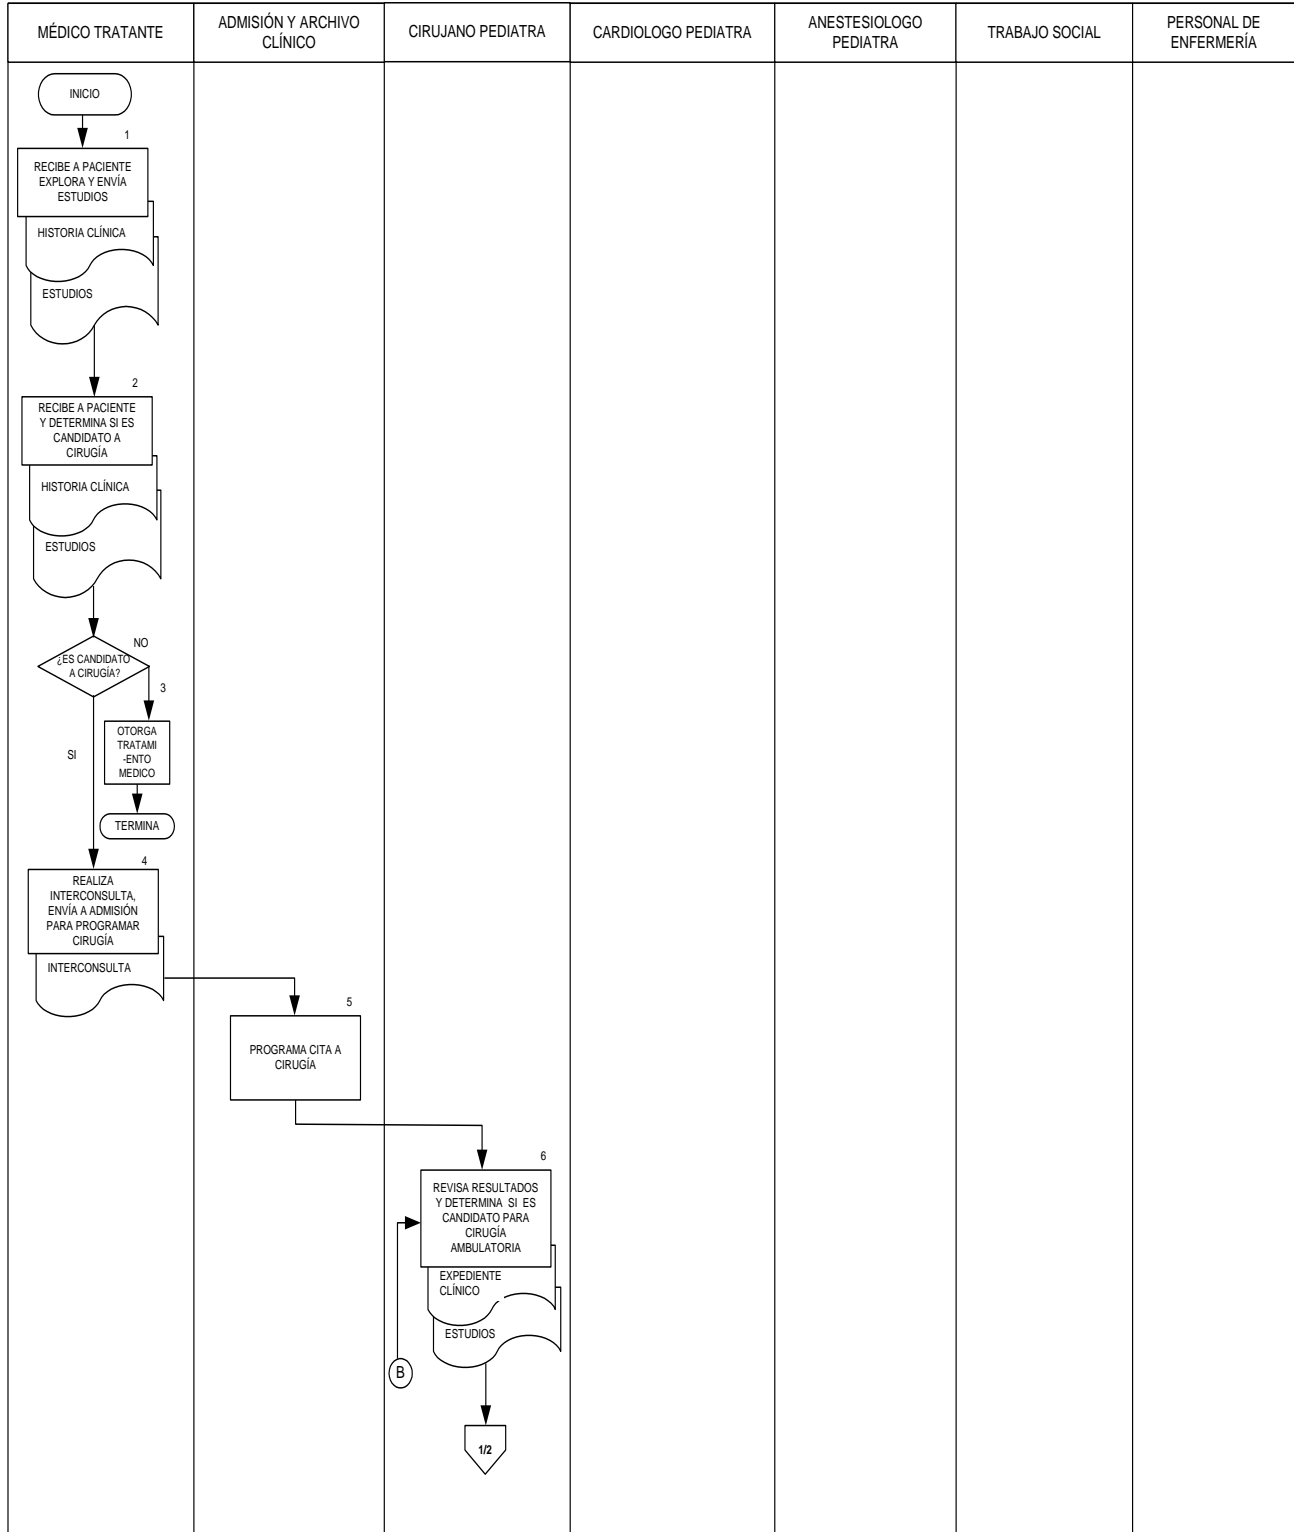 MÉDICO TRATANTE
ADMISIÓN Y ARCHIVO
CLÍNICO
CIRUJANO PEDIATRA
CARDIOLOGO PEDIATRA
ANESTESIOLOGO
PEDIATRA
TRABAJO SOCIAL
PERSONAL DE
ENFERMERÍA
INICIO
1
RECIBE A PACIENTE
EXPLORA Y ENVÍA
ESTUDIOS
HISTORIA CLÍNICA
ESTUDIOS
2
RECIBE A PACIENTE
Y DETERMINA SI ES
CANDIDATO A
CIRUGÍA
HISTORIA CLÍNICA
ESTUDIOS
¿ES CANDIDATO
A CIRUGÍA?
NO
3
OTORGA
TRATAMI
-ENTO
MEDICO
TERMINA
SI
4
REALIZA
INTERCONSULTA,
ENVÍA A ADMISIÓN
PARA PROGRAMAR
CIRUGÍA
INTERCONSULTA
5
PROGRAMA CITA A
CIRUGÍA
6
REVISA RESULTADOS
Y DETERMINA SI ES
CANDIDATO PARA
CIRUGÍA
AMBULATORIA
EXPEDIENTE
CLÍNICO
ESTUDIOS
B
1/2